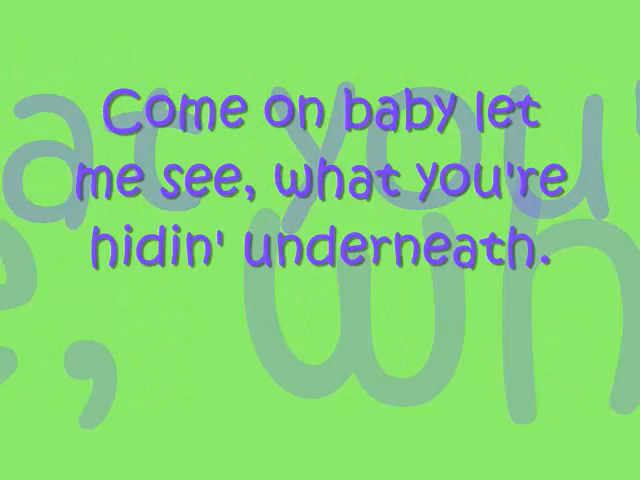 Come on baby let
me see, what you're
hidin' underneath.